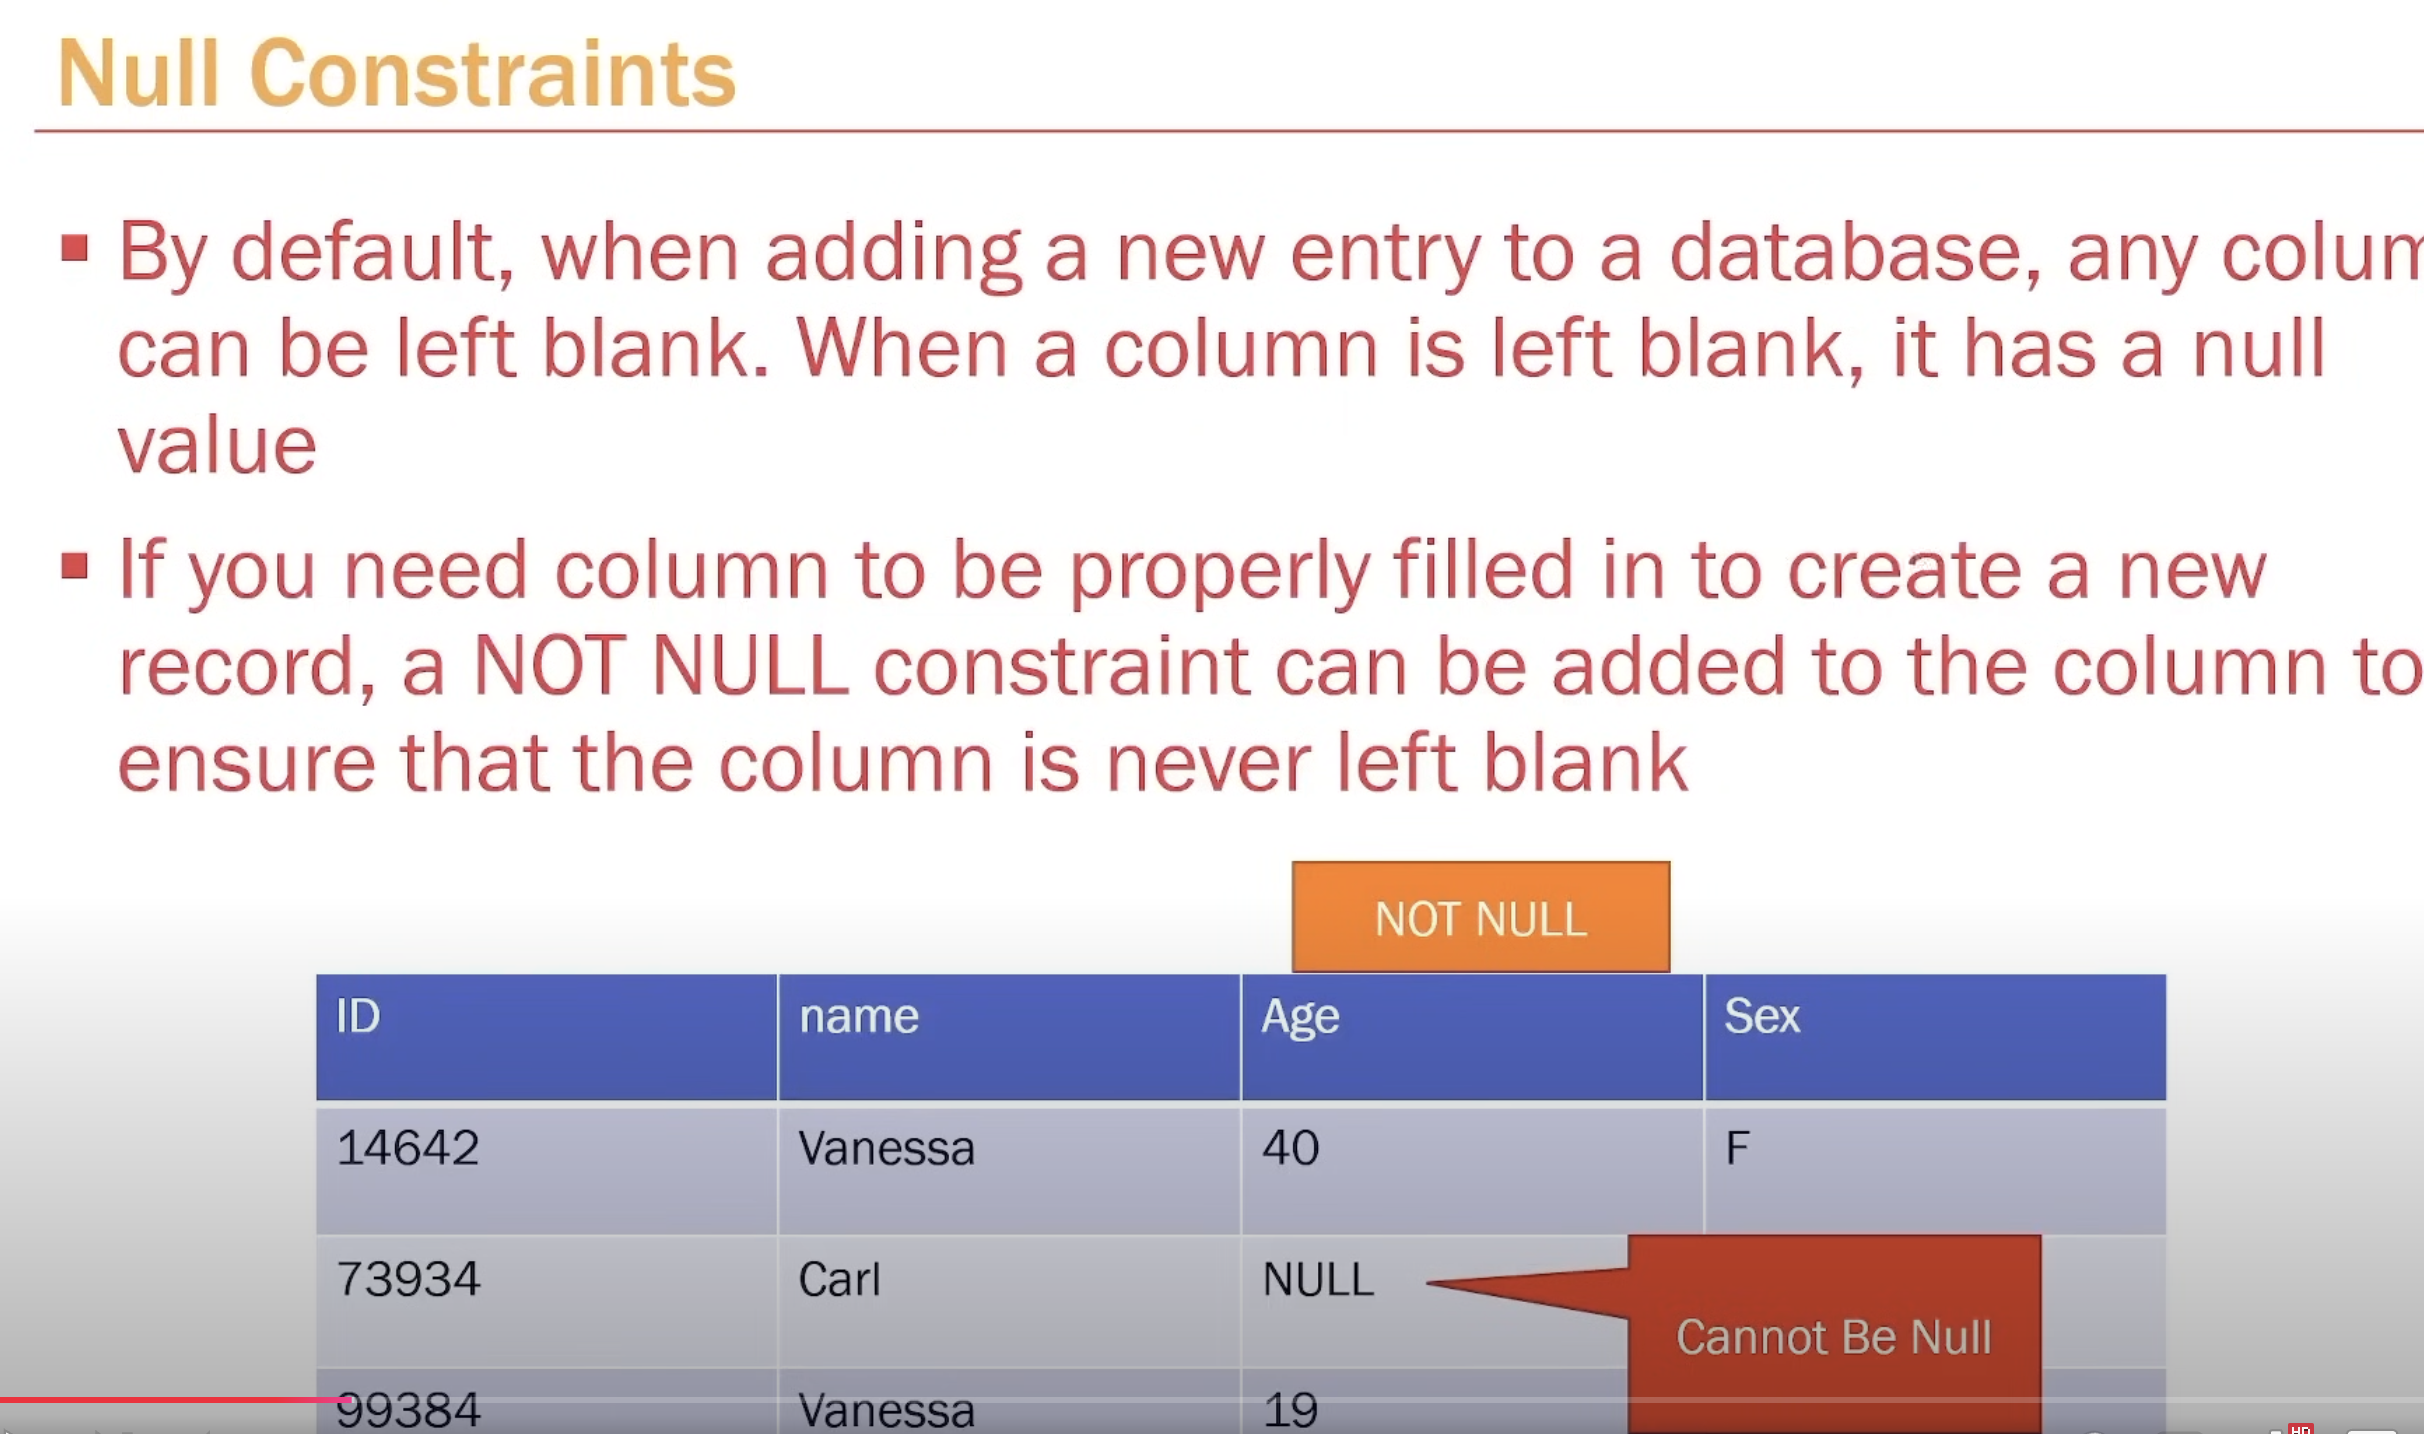 Null Constraints
By default, when adding a new entry to a database, any colum
can be left blank. When a column is left blank, it has a null
value
If you need column to be properly filled in to create a new
record, a NOT NULL constraint can be added to the column to
ensure that the column is never left blank
NOT NULL
ID name Age Sex
14642 Vanessa 40 F
73934 Carl NULL
Cannot Be Null
99384 Vanessa 19
HD